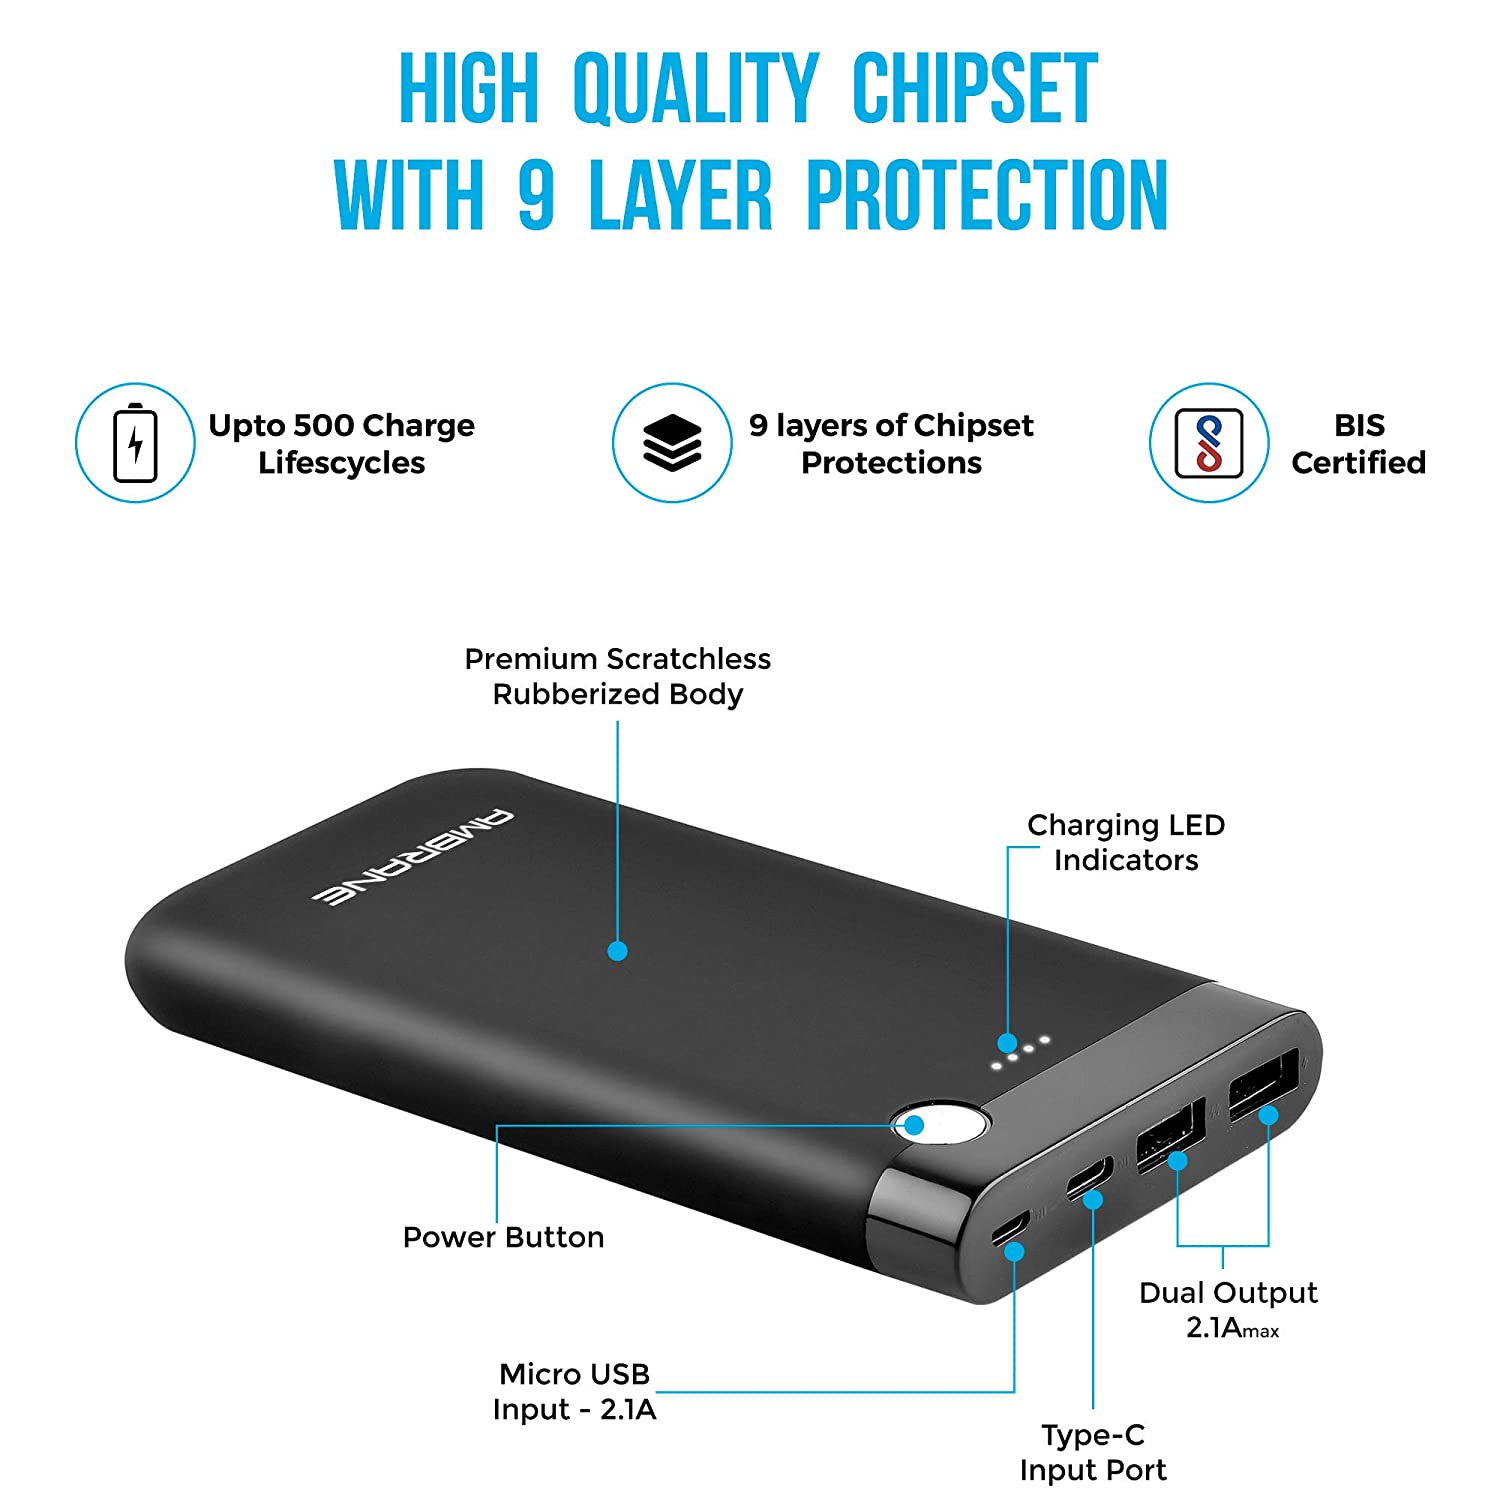 HIGH QUALITY CHIPSET
WITH 9 LAYER PROTECTION
Upto 500 Charge
Lifescycles
9 layers of Chipset
Protections
BIS
Certified
Premium Scratchless
Rubberized Body
AMBRANE
Charging LED
Indicators
Power Button
Dual Output
2.1Amax
Micro USB
Input - 2.1A
Type-C
Input Port